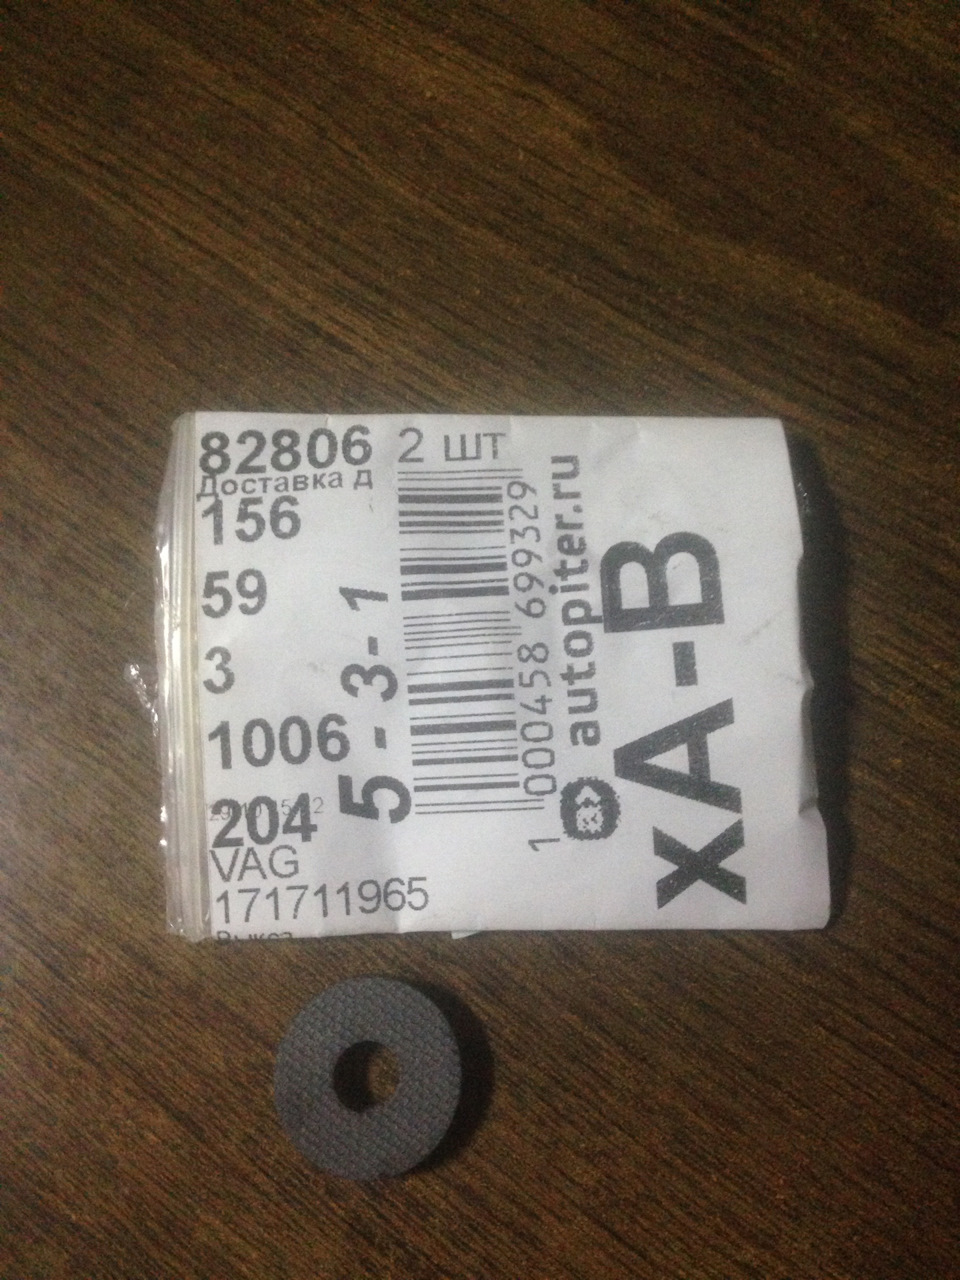 82806 2 шт
Доставка д
156
59
3
1006
204
VAG
171711965
5-3-1
1 000458 699329
autopiter.ru
xA-B